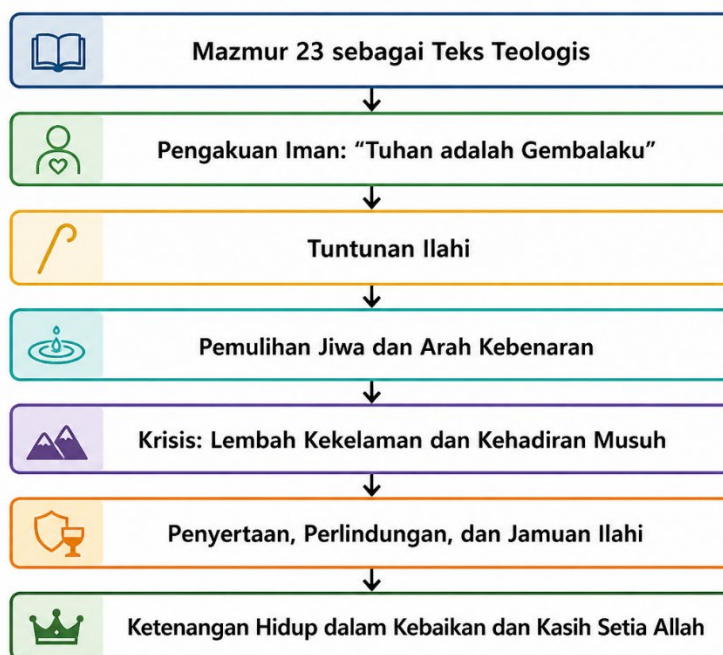 Mazmur 23 sebagai Teks Teologis
Pengakuan Iman: “Tuhan adalah Gembalaku”
Tuntunan Ilahi
Pemulihan Jiwa dan Arah Kebenaran
Krisis: Lembah Kekelaman dan Kehadiran Musuh
Penyertaan, Perlindungan, dan Jamuan Ilahi
Ketenangan Hidup dalam Kebaikan dan Kasih Setia Allah